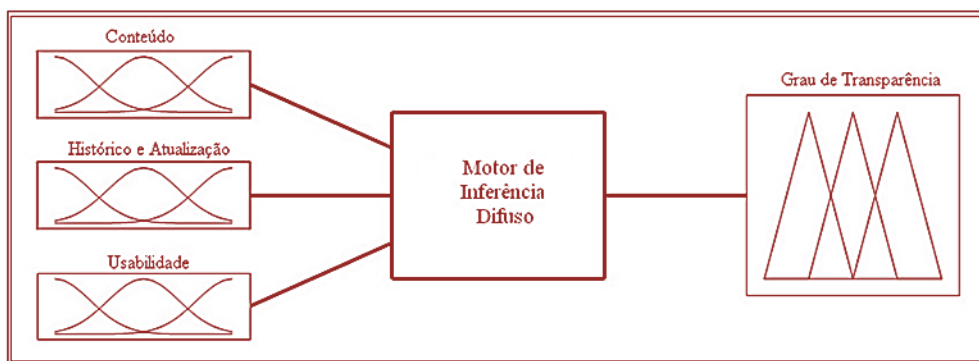 Conteúdo
Histórico e Atualização
Usabilidade
Motor de
Inferência
Difuso
Grau de Transparência